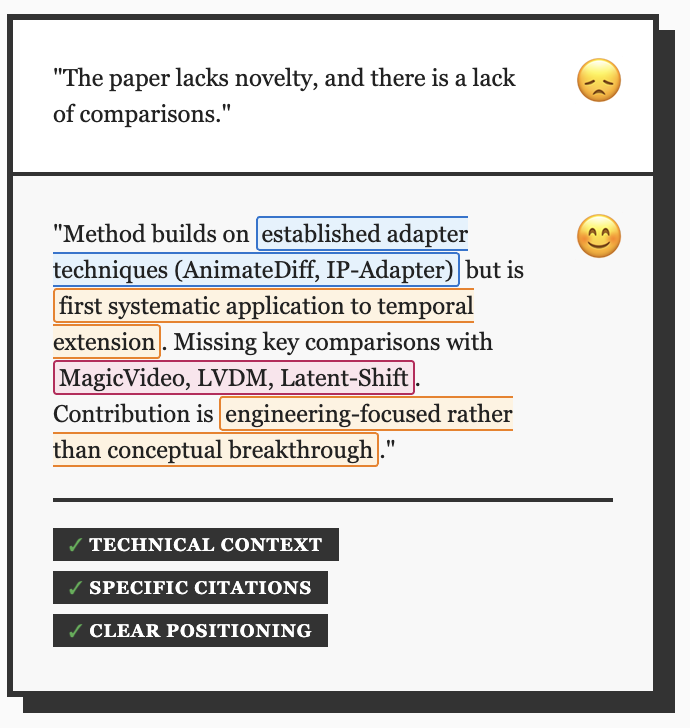 "The paper lacks novelty, and there is a lack
of comparisons."
"Method builds on established adapter
techniques (AnimateDiff, IP-Adapter) but is
first systematic application to temporal
extension. Missing key comparisons with
MagicVideo, LVDM, Latent-Shift.
Contribution is engineering-focused rather
than conceptual breakthrough."
✓ TECHNICAL CONTEXT
✓ SPECIFIC CITATIONS
✓ CLEAR POSITIONING